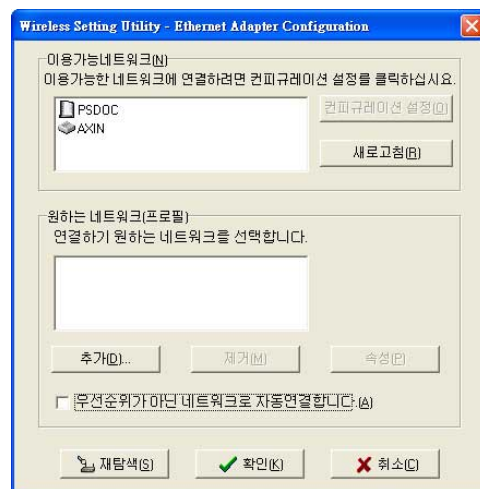 Wireless Setting Utility - Ethernet Adapter Configuration
이용가능네트워크(N)
이용가능한 네트워크에 연결하려면 컨피규레이션 설정를 클릭하십시요.
PSDOC
AXIN
컨피규레이션 설정(O)
새로고침(R)
원하는 네트워크(프로필)
연결하기 원하는 네트워크를 선택합니다.
추가(D)...
제거(M)
속성(P)
우선순위가 아닌 네트워크로 자동연결합니다.(A)
재탐색(S)
확인(K)
취소(C)